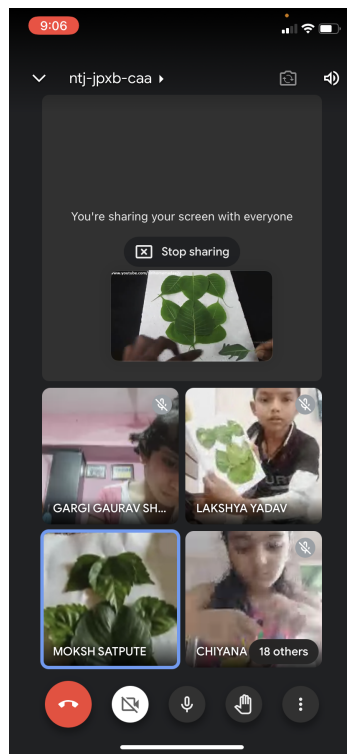 9:06
ntj-jpxb-caa
You're sharing your screen with everyone
Stop sharing
GARGI GAURAV SH...
LAKSHYA YADAV
MOKSH SATPUTE
CHIYANA
18 others